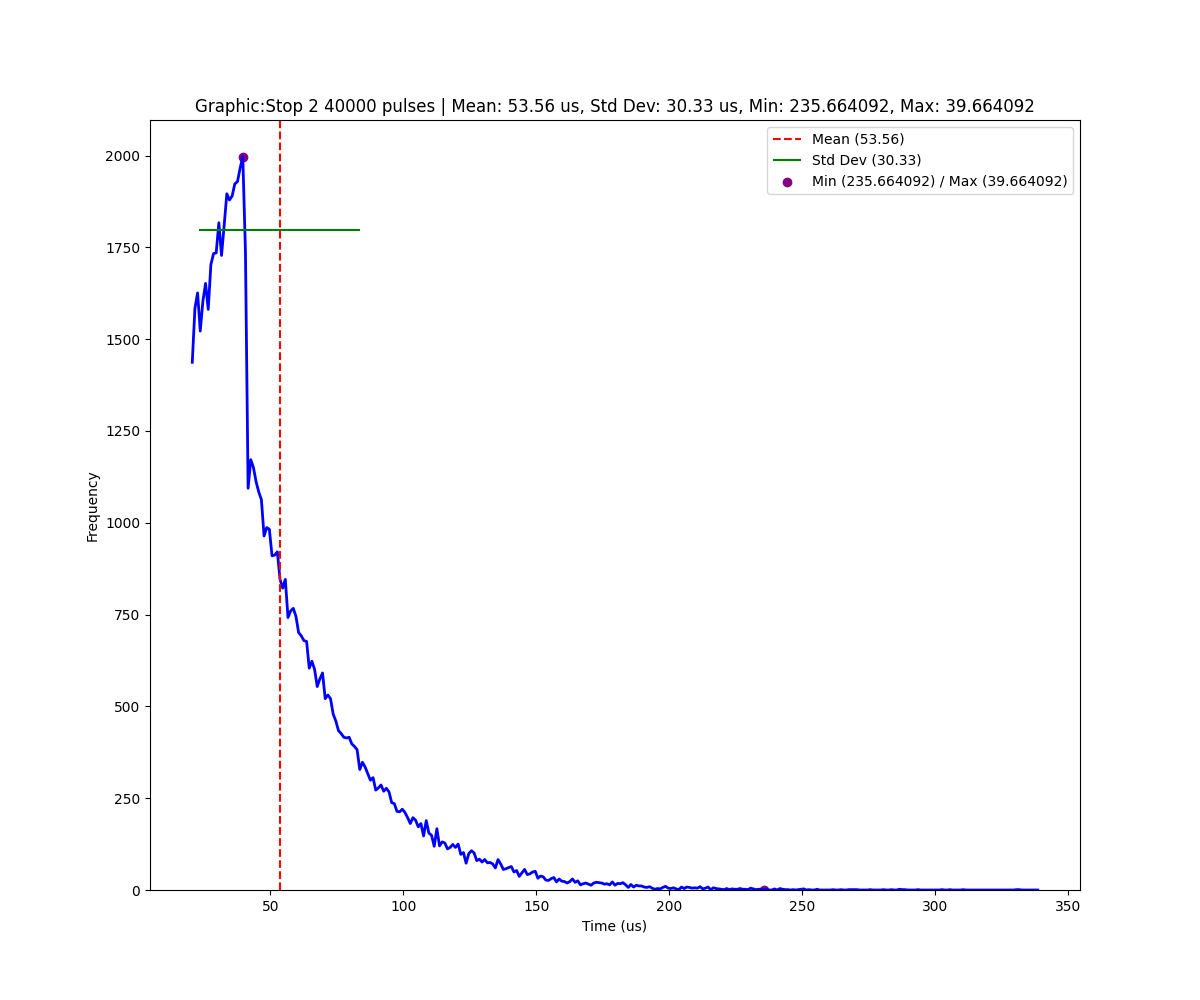 Graphic:Stop 2 40000 pulses | Mean: 53.56 us, Std Dev: 30.33 us, Min: 235.664092, Max: 39.664092
Mean (53.56)
Std Dev (30.33)
Min (235.664092) / Max (39.664092)
2000
1750
1500
1250
1000
750
500
250
0
Frequency
50 100 150 200 250 300 350
Time (us)